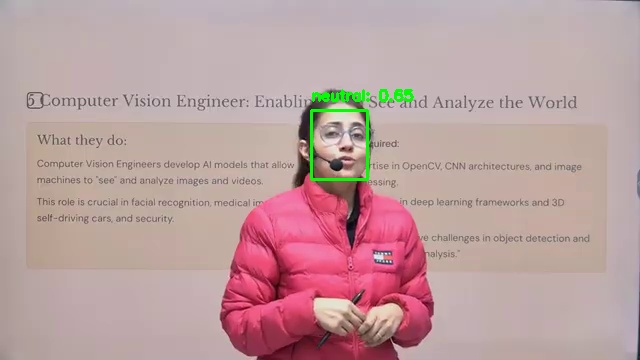 neutral: 0.65
5 Computer Vision Engineer: Enablin See and Analyze the World
What they do:
Computer Vision Engineers develop AI models that allow
machines to "see" and analyze images and videos.
This role is crucial in facial recognition, medical
self-driving cars, and security.
quired:
rtise in OpenCV, CNN architectures, and image
essing.
in deep learning frameworks and 3D
ve challenges in object detection and
nalysis."